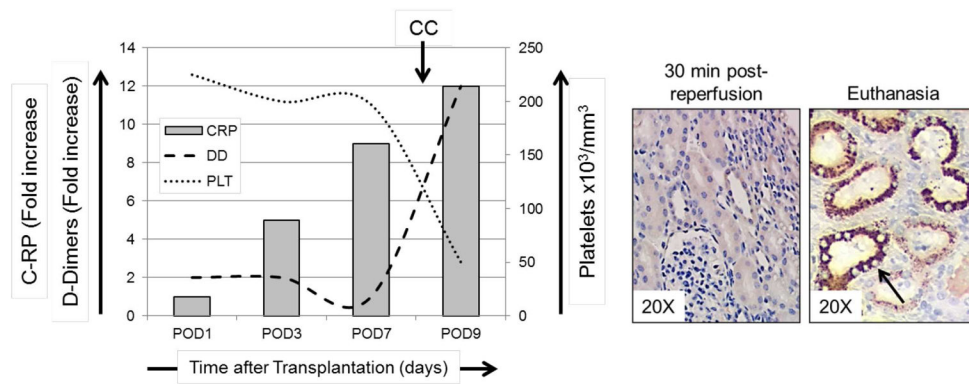 CC
C-RP (Fold increase
D-Dimers (Fold increase)
14
12
10
8
6
4
2
0
CRP
DD
PLT
250
200
150
100
50
0
Platelets x10³/mm³
POD1 POD3 POD7 POD9
Time after Transplantation (days)
30 min post-
reperfusion
Euthanasia
20X
20X